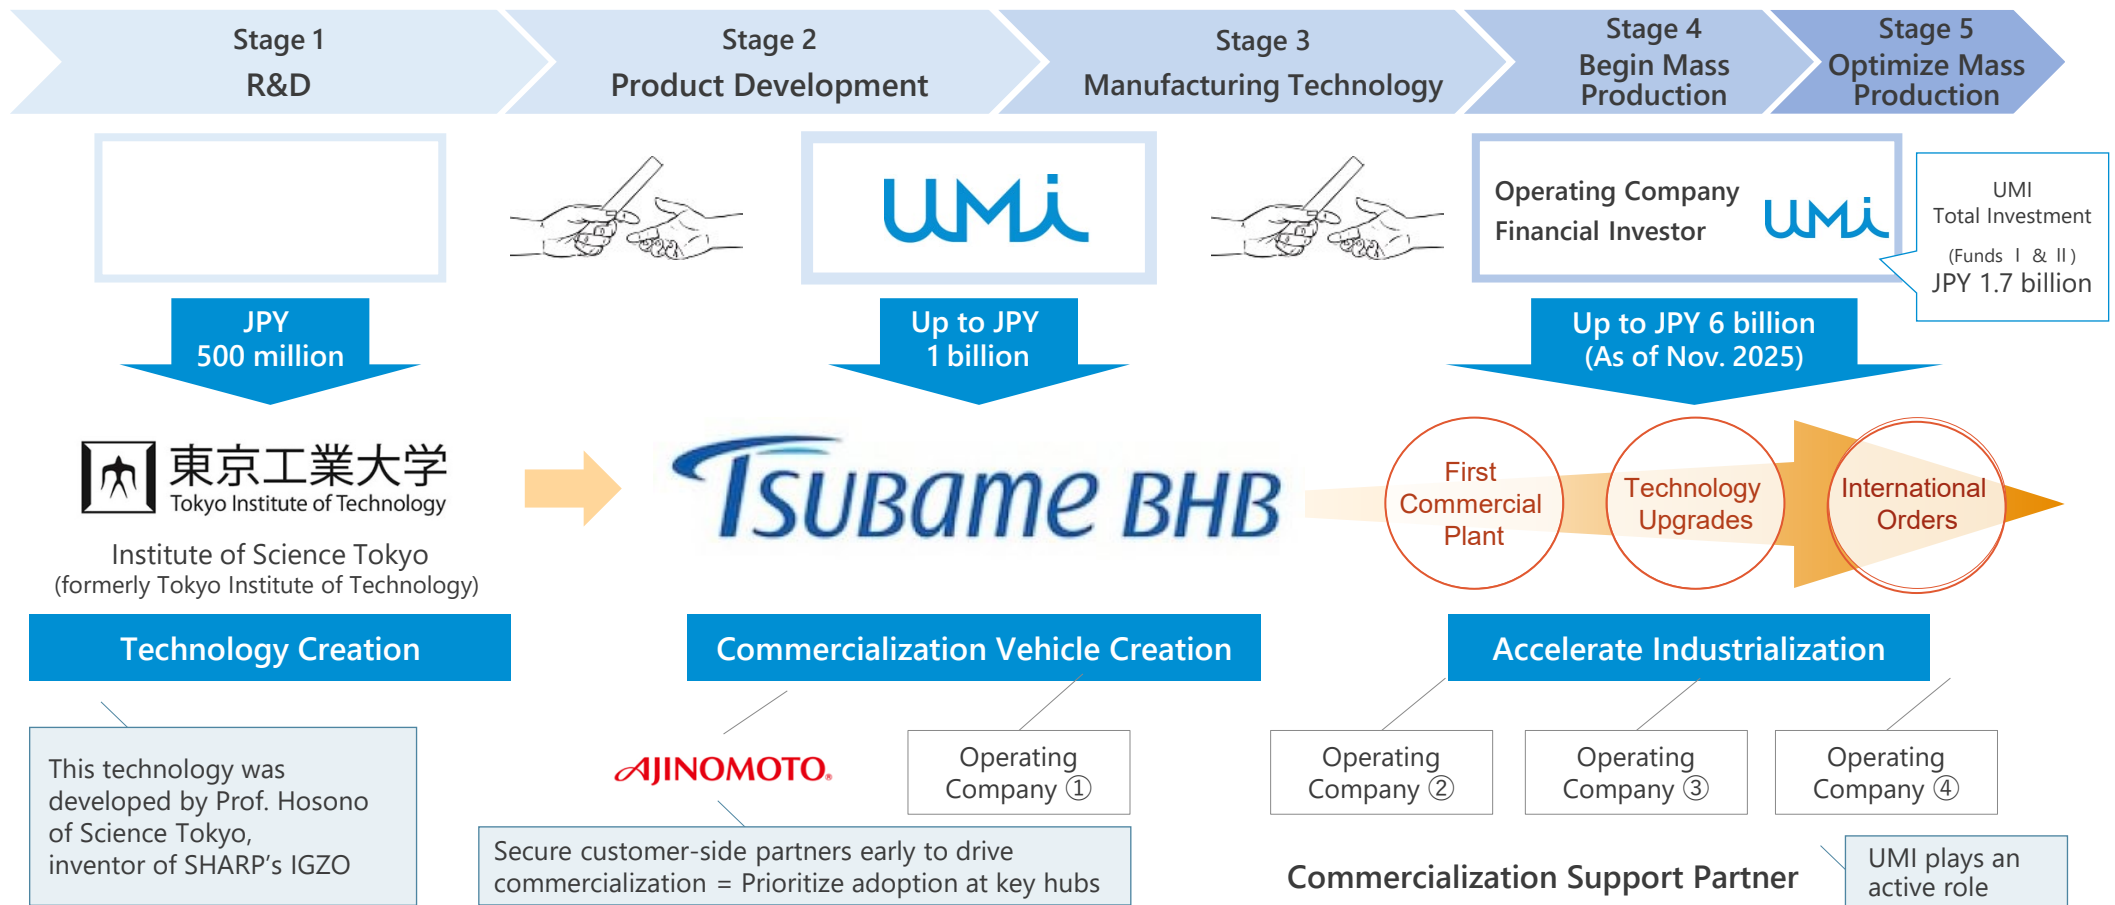 Stage 1
R&D
Stage 2
Product Development
Stage 3
Manufacturing Technology
Stage 4
Begin Mass
Production
Stage 5
Optimize Mass
Production
UMi
Operating Company
Financial Investor
UMi
UMI
Total Investment
(Funds Ⅰ & Ⅱ)
JPY 1.7 billion
JPY
500 million
Up to JPY
1 billion
Up to JPY 6 billion
(As of Nov. 2025)
東京工業大学
Tokyo Institute of Technology
Institute of Science Tokyo
(formerly Tokyo Institute of Technology)
TSUBAME BHB
First
Commercial
Plant
Technology
Upgrades
International
Orders
Technology Creation
Commercialization Vehicle Creation
Accelerate Industrialization
This technology was
developed by Prof. Hosono
of Science Tokyo,
inventor of SHARP’s IGZO
AJINOMOTO®
Operating
Company ①
Secure customer-side partners early to drive
commercialization = Prioritize adoption at key hubs
Operating
Company ②
Operating
Company ③
Operating
Company ④
Commercialization Support Partner
UMI plays an
active role